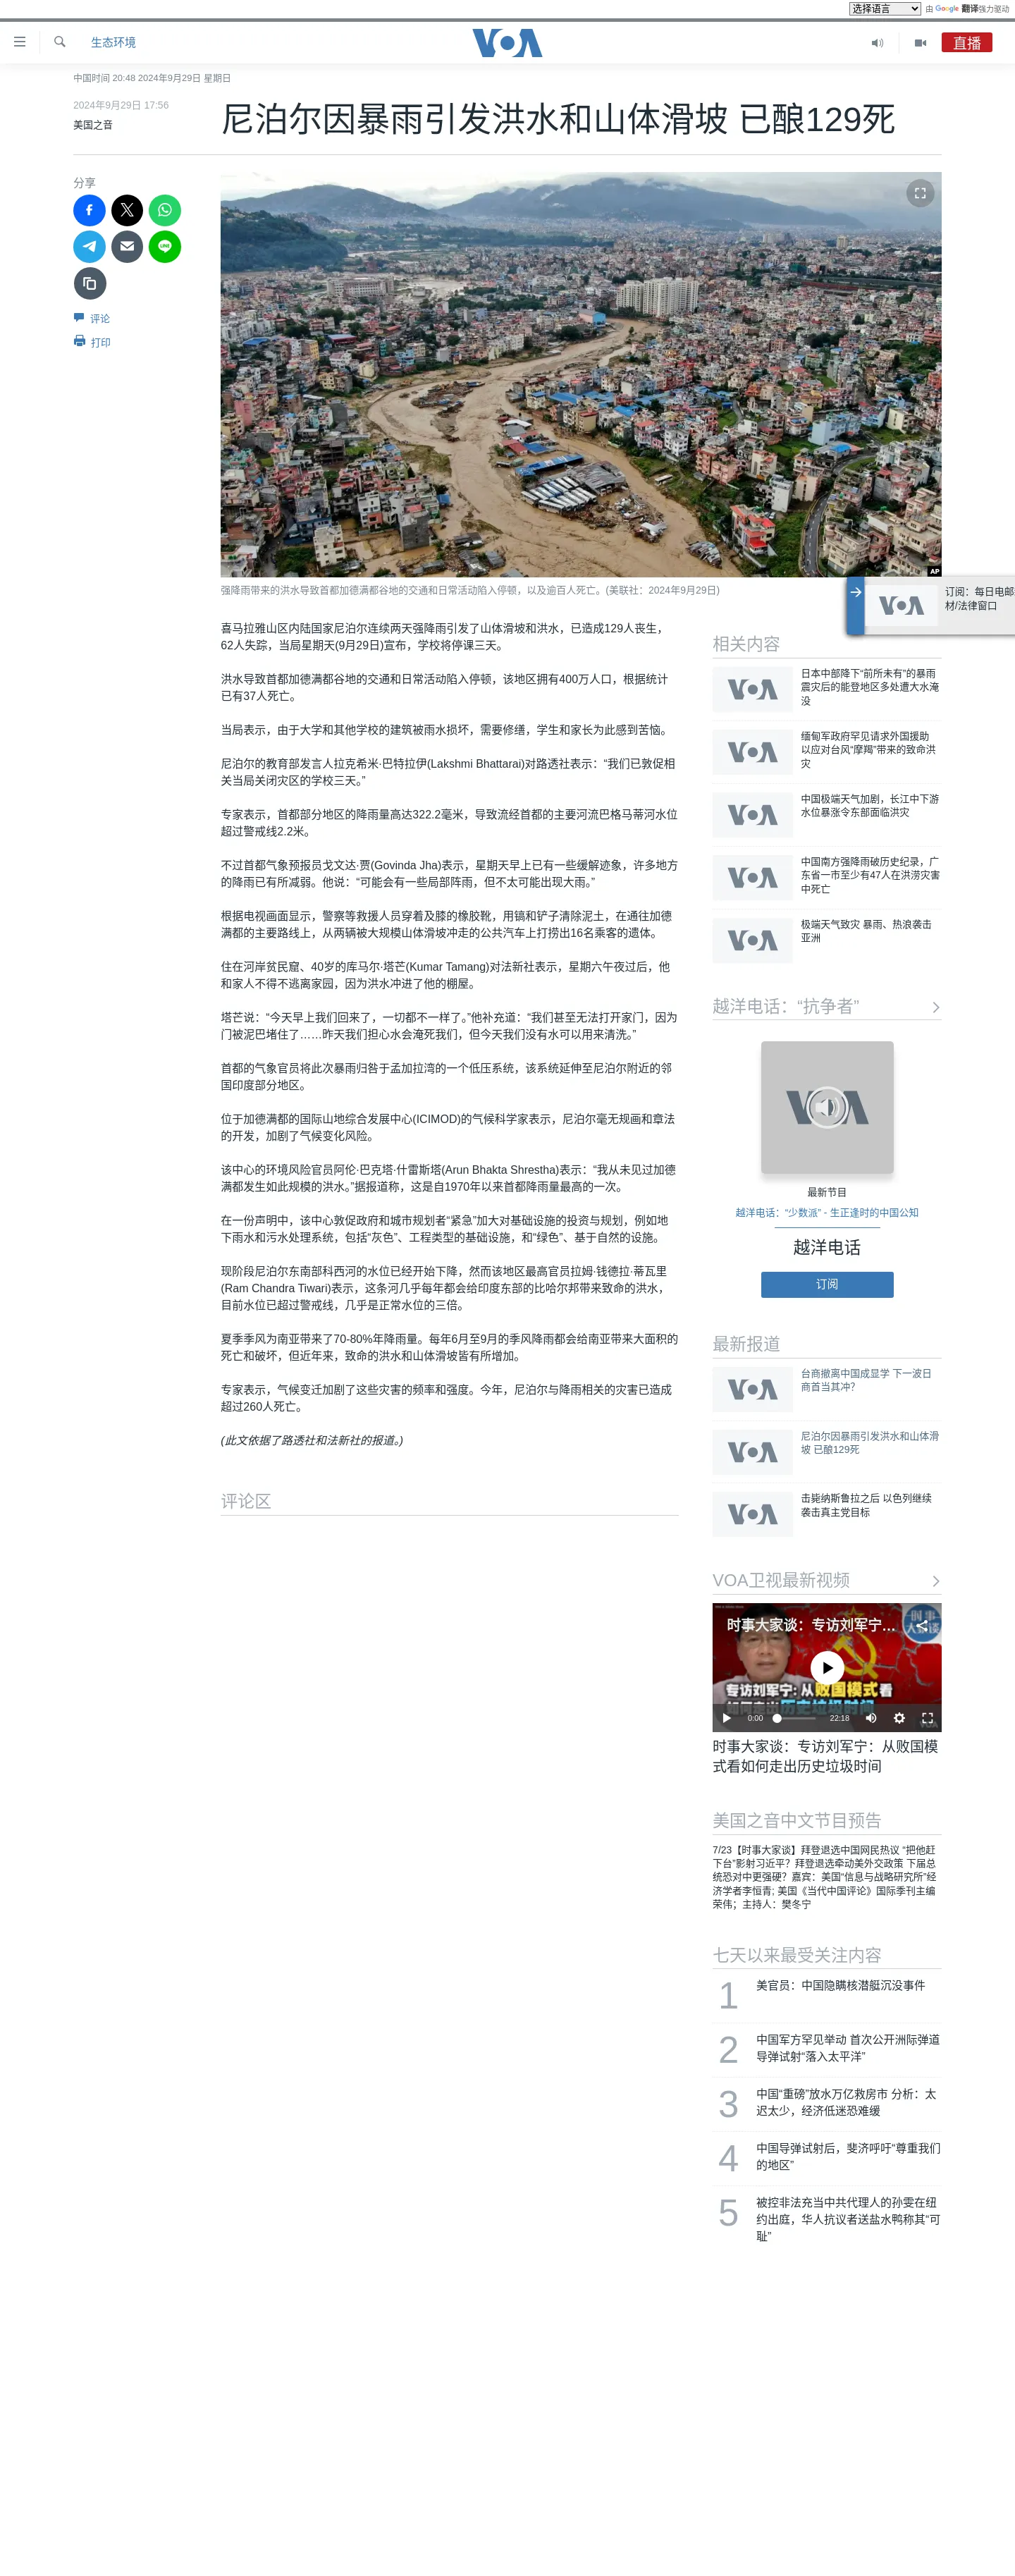 选择语言 由 Google 翻译强力驱动
生态环境
VOA
直播
中国时间 20:48 2024年9月29日 星期日
2024年9月29日 17:56
美国之音
尼泊尔因暴雨引发洪水和山体滑坡 已酿129死
分享
评论
打印
AP
强降雨带来的洪水导致首都加德满都谷地的交通和日常活动陷入停顿，以及逾百人死亡。(美联社：2024年9月29日)
VOA
订阅：每日电邮
材/法律窗口
喜马拉雅山区内陆国家尼泊尔连续两天强降雨引发了山体滑坡和洪水，已造成129人丧生，
62人失踪，当局星期天(9月29日)宣布，学校将停课三天。
洪水导致首都加德满都谷地的交通和日常活动陷入停顿，该地区拥有400万人口，根据统计
已有37人死亡。
当局表示，由于大学和其他学校的建筑被雨水损坏，需要修缮，学生和家长为此感到苦恼。
尼泊尔的教育部发言人拉克希米·巴特拉伊(Lakshmi Bhattarai)对路透社表示：“我们已敦促相
关当局关闭灾区的学校三天。”
专家表示，首都部分地区的降雨量高达322.2毫米，导致流经首都的主要河流巴格马蒂河水位
超过警戒线2.2米。
不过首都气象预报员戈文达·贾(Govinda Jha)表示，星期天早上已有一些缓解迹象，许多地方
的降雨已有所减弱。他说：“可能会有一些局部阵雨，但不太可能出现大雨。”
根据电视画面显示，警察等救援人员穿着及膝的橡胶靴，用镐和铲子清除泥土，在通往加德
满都的主要路线上，从两辆被大规模山体滑坡冲走的公共汽车上打捞出16名乘客的遗体。
住在河岸贫民窟、40岁的库马尔·塔芒(Kumar Tamang)对法新社表示，星期六午夜过后，他
和家人不得不逃离家园，因为洪水冲进了他的棚屋。
塔芒说：“今天早上我们回来了，一切都不一样了。”他补充道：“我们甚至无法打开家门，因为
门被泥巴堵住了……昨天我们担心水会淹死我们，但今天我们没有水可以用来清洗。”
首都的气象官员将此次暴雨归咎于孟加拉湾的一个低压系统，该系统延伸至尼泊尔附近的邻
国印度部分地区。
位于加德满都的国际山地综合发展中心(ICIMOD)的气候科学家表示，尼泊尔毫无规画和章法
的开发，加剧了气候变化风险。
该中心的环境风险官员阿伦·巴克塔·什雷斯塔(Arun Bhakta Shrestha)表示：“我从未见过加德
满都发生如此规模的洪水。”据报道称，这是自1970年以来首都降雨量最高的一次。
在一份声明中，该中心敦促政府和城市规划者“紧急”加大对基础设施的投资与规划，例如地
下雨水和污水处理系统，包括“灰色”、工程类型的基础设施，和“绿色”、基于自然的设施。
现阶段尼泊尔东南部科西河的水位已经开始下降，然而该地区最高官员拉姆·钱德拉·蒂瓦里
(Ram Chandra Tiwari)表示，这条河几乎每年都会给印度东部的比哈尔邦带来致命的洪水，
目前水位已超过警戒线，几乎是正常水位的三倍。
夏季季风为南亚带来了70-80%年降雨量。每年6月至9月的季风降雨都会给南亚带来大面积的
死亡和破坏，但近年来，致命的洪水和山体滑坡皆有所增加。
专家表示，气候变迁加剧了这些灾害的频率和强度。今年，尼泊尔与降雨相关的灾害已造成
超过260人死亡。
(此文依据了路透社和法新社的报道。)
评论区
相关内容
VOA
日本中部降下“前所未有”的暴雨
震灾后的能登地区多处遭大水淹
没
VOA
缅甸军政府罕见请求外国援助
以应对台风“摩羯”带来的致命洪
灾
VOA
中国极端天气加剧，长江中下游
水位暴涨令东部面临洪灾
VOA
中国南方强降雨破历史纪录，广
东省一市至少有47人在洪涝灾害
中死亡
VOA
极端天气致灾 暴雨、热浪袭击
亚洲
越洋电话：“抗争者”
VOA
最新节目
越洋电话：“少数派” - 生正逢时的中国公知
越洋电话
订阅
最新报道
VOA
台商撤离中国成显学 下一波日
商首当其冲？
VOA
尼泊尔因暴雨引发洪水和山体滑
坡 已酿129死
VOA
击毙纳斯鲁拉之后 以色列继续
袭击真主党目标
VOA卫视最新视频
时事大家谈：专访刘军宁…
时事
大家谈
专访刘军宁: 从败国模式看
如何走出历史垃圾时间
0:00 22:18
VOA
时事大家谈：专访刘军宁：从败国模
式看如何走出历史垃圾时间
美国之音中文节目预告
7/23【时事大家谈】拜登退选中国网民热议 “把他赶
下台”影射习近平？拜登退选牵动美外交政策 下届总
统恐对中更强硬？嘉宾：美国“信息与战略研究所”经
济学者李恒青; 美国《当代中国评论》国际季刊主编
荣伟；主持人：樊冬宁
七天以来最受关注内容
1 美官员：中国隐瞒核潜艇沉没事件
2 中国军方罕见举动 首次公开洲际弹道
导弹试射“落入太平洋”
3 中国“重磅”放水万亿救房市 分析：太
迟太少，经济低迷恐难缓
4 中国导弹试射后，斐济呼吁“尊重我们
的地区”
5 被控非法充当中共代理人的孙雯在纽
约出庭，华人抗议者送盐水鸭称其“可
耻”